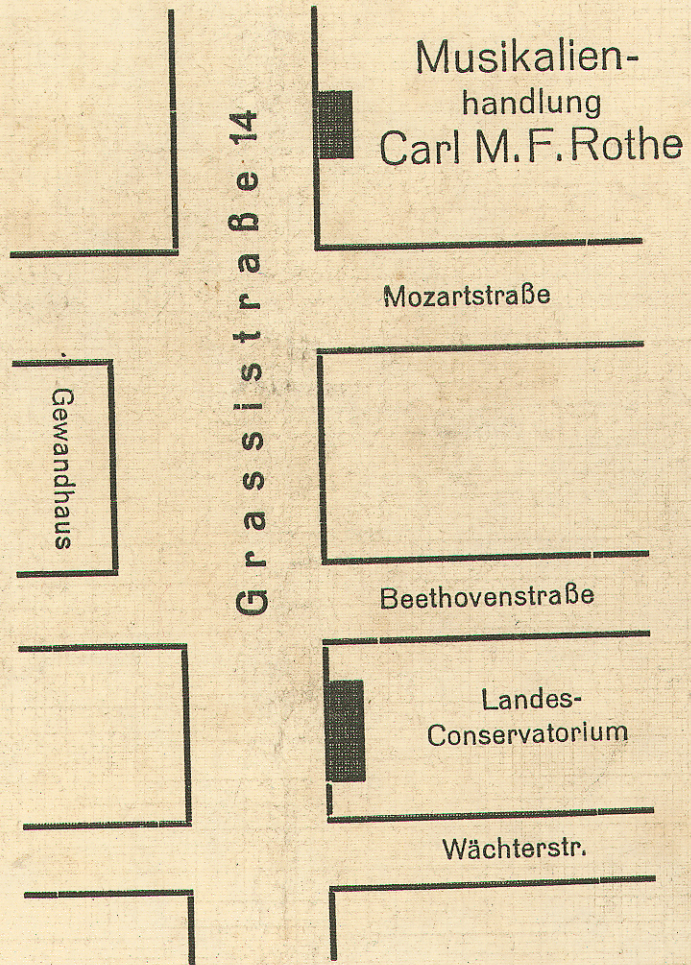 Musikalien-
handlung
Carl M. F. Rothe
Grassistraße 14
Mozartstraße
Gewandhaus
Beethovenstraße
Landes-
Conservatorium
Wächterstr.